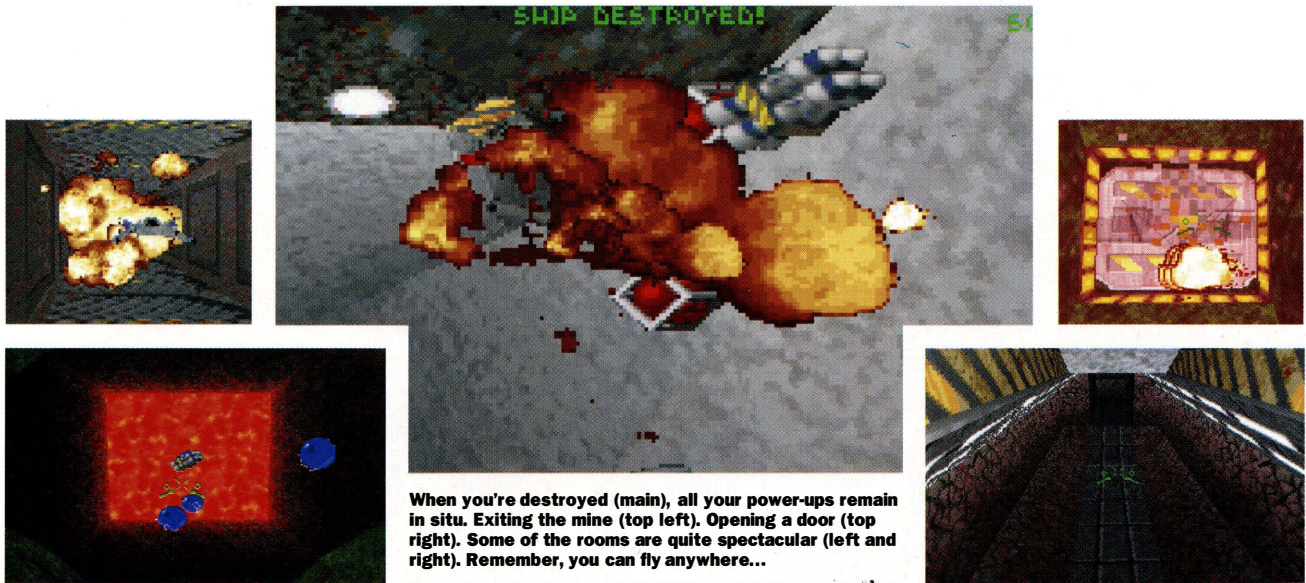 SHIP DESTROYED!
When you're destroyed (main), all your power-ups remain
in situ. Exiting the mine (top left). Opening a door (top
right). Some of the rooms are quite spectacular (left and
right). Remember, you can fly anywhere...